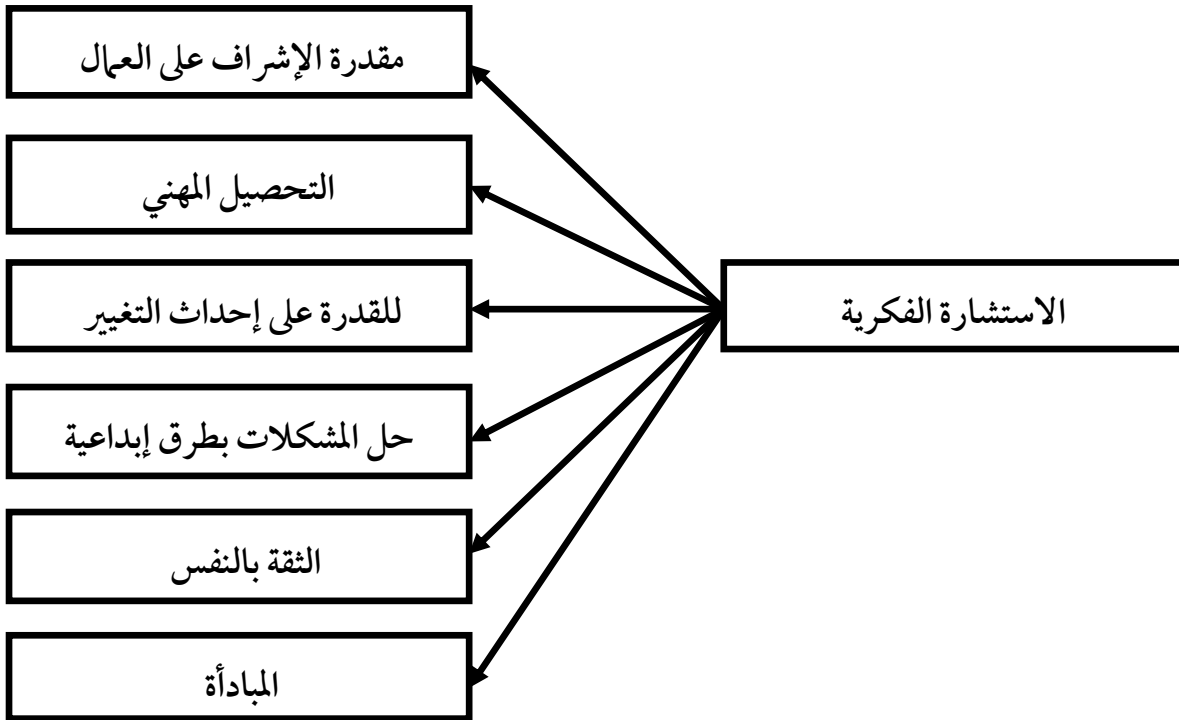 مقدرة الإشراف على العمال
التحصيل المهني
للقدرة على إحداث التغيير
الاستشارة الفكرية
حل المشكلات بطرق إبداعية
الثقة بالنفس
المبادأة